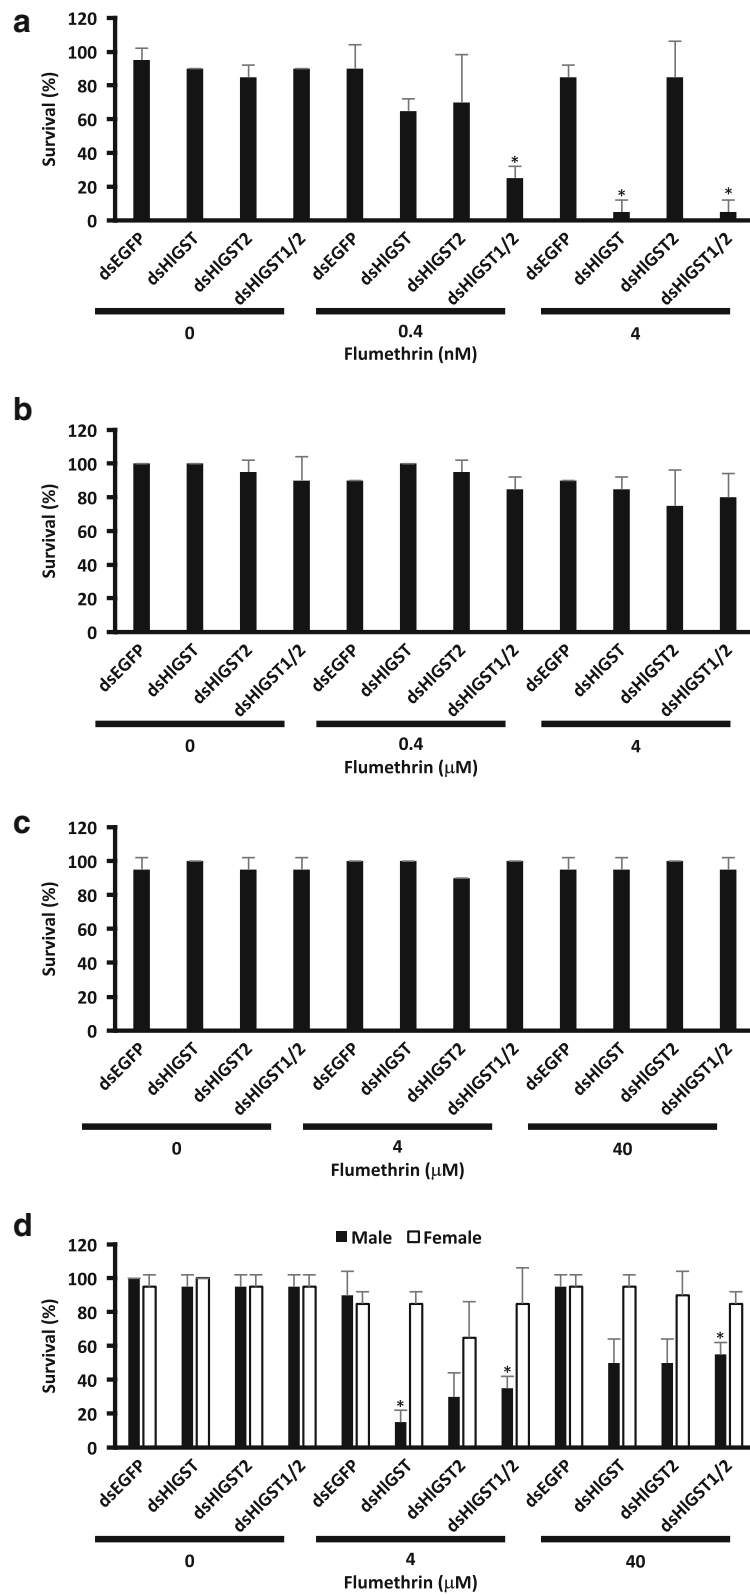 a
120
100
80
60
40
20
0
Survival (%)
*
*
*
dsEGFP
dsHlGST
dsHlGST2
dsHlGST1/2
dsEGFP
dsHlGST
dsHlGST2
dsHlGST1/2
dsEGFP
dsHlGST
dsHlGST2
dsHlGST1/2
0
0.4
4
Flumethrin (nM)
b
120
100
80
60
40
20
0
Survival (%)
dsEGFP
dsHlGST
dsHlGST2
dsHlGST1/2
dsEGFP
dsHlGST
dsHlGST2
dsHlGST1/2
dsEGFP
dsHlGST
dsHlGST2
dsHlGST1/2
0
0.4
4
Flumethrin (μM)
c
120
100
80
60
40
20
0
Survival (%)
dsEGFP
dsHlGST
dsHlGST2
dsHlGST1/2
dsEGFP
dsHlGST
dsHlGST2
dsHlGST1/2
dsEGFP
dsHlGST
dsHlGST2
dsHlGST1/2
0
4
40
Flumethrin (μM)
d
Male Female
120
100
80
60
40
20
0
Survival (%)
*
*
*
dsEGFP
dsHlGST
dsHlGST2
dsHlGST1/2
dsEGFP
dsHlGST
dsHlGST2
dsHlGST1/2
dsEGFP
dsHlGST
dsHlGST2
dsHlGST1/2
0
4
40
Flumethrin (μM)